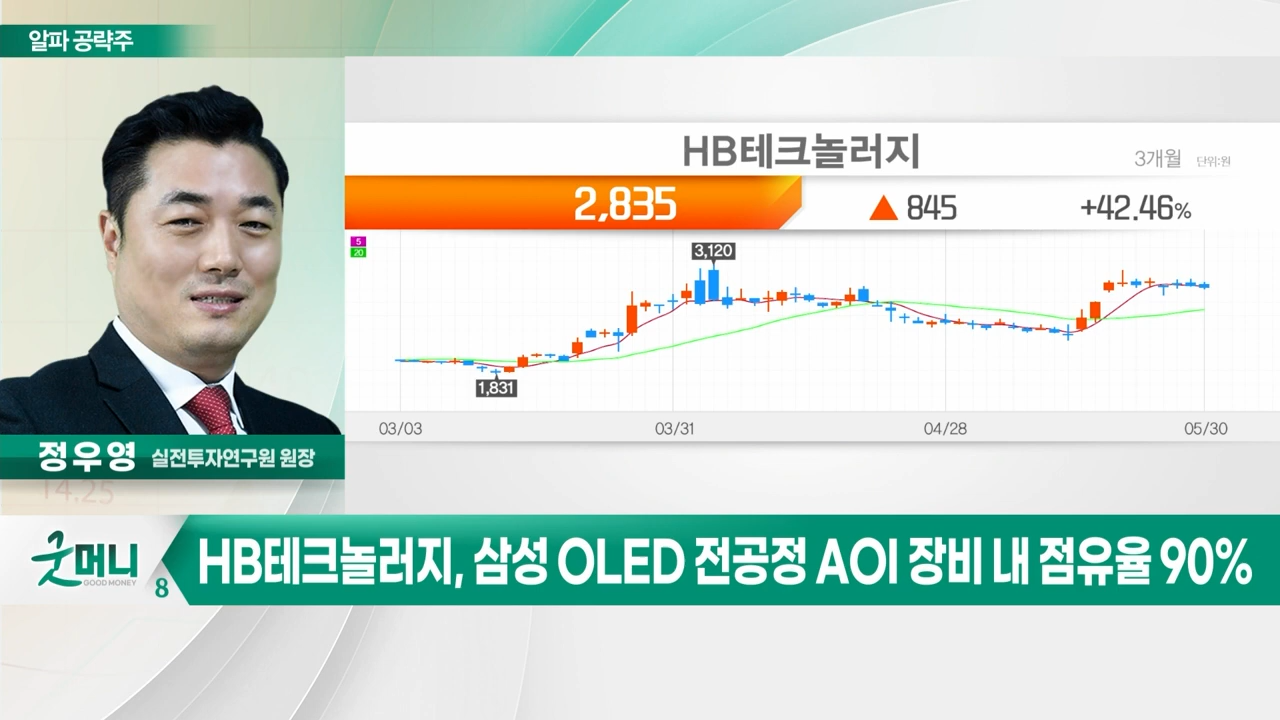 알파 공략주
HB테크놀러지
3개월 단위:원
2,835 ▲ 845 +42.46%
5
20
3,120
1,831
03/03 03/31 04/28 05/30
정우영 실전투자연구원 원장
14.25
굿머니
GOOD MONEY
8
HB테크놀러지, 삼성 OLED 전공정 AOI 장비 내 점유율 90%